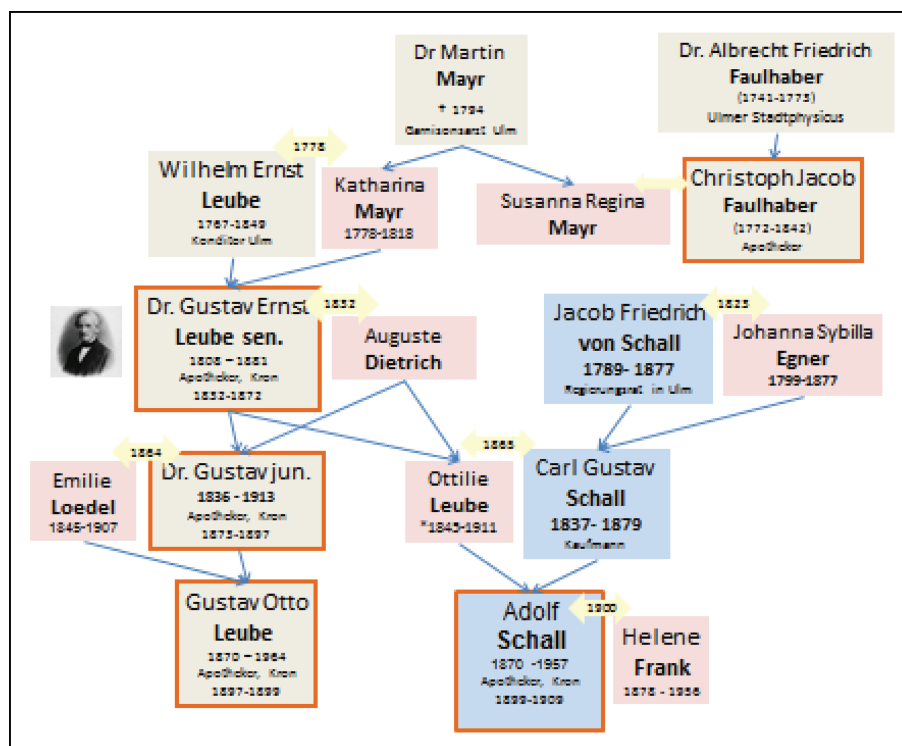 Dr Martin
Mayr
† 1794
Garnisonsarzt Ulm
Dr. Albrecht Friedrich
Faulhaber
(1741-1773)
Ulmer Stadtphysicus
1778
Wilhelm Ernst
Leube
1767-1849
Konditor Ulm
Katharina
Mayr
1778-1818
Susanna Regina
Mayr
Christoph Jacob
Faulhaber
(1772-1842)
Apotheker
Dr. Gustav Ernst
Leube sen.
1808 – 1881
Apotheker, Kron
1832-1872
1832
Auguste
Dietrich
Jacob Friedrich
von Schall
1789- 1877
Regierungsrat in Ulm
1823
Johanna Sybilla
Egner
1799-1877
Emilie
Loedel
1845-1907
1864
Dr. Gustav jun.
1836 - 1913
Apotheker, Kron
1873-1897
Ottilie
Leube
*1843-1911
1865
Carl Gustav
Schall
1837- 1879
Kaufmann
Gustav Otto
Leube
1870 – 1964
Apotheker, Kron
1897-1899
Adolf
Schall
1870 -1957
Apotheker, Kron
1899-1909
1900
Helene
Frank
1878 - 1956